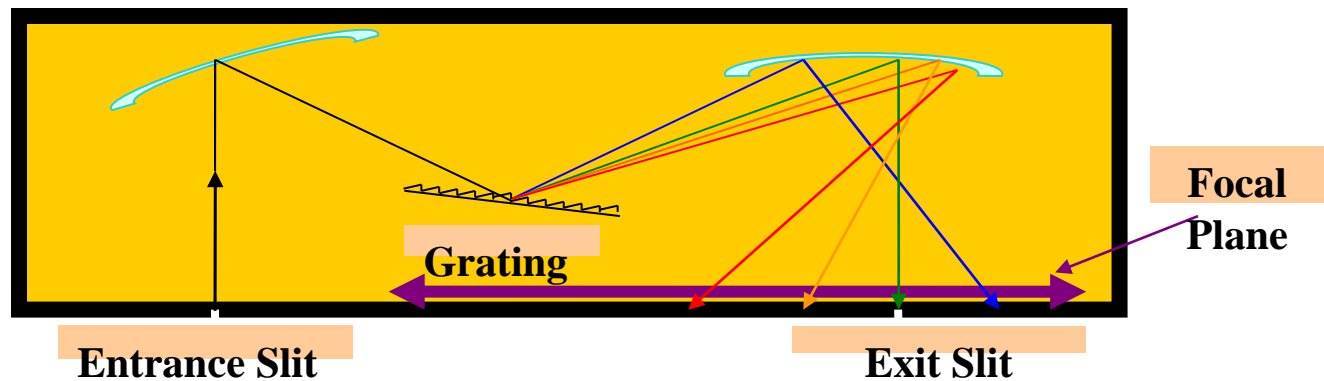 Focal
Plane
Grating
Entrance Slit
Exit Slit